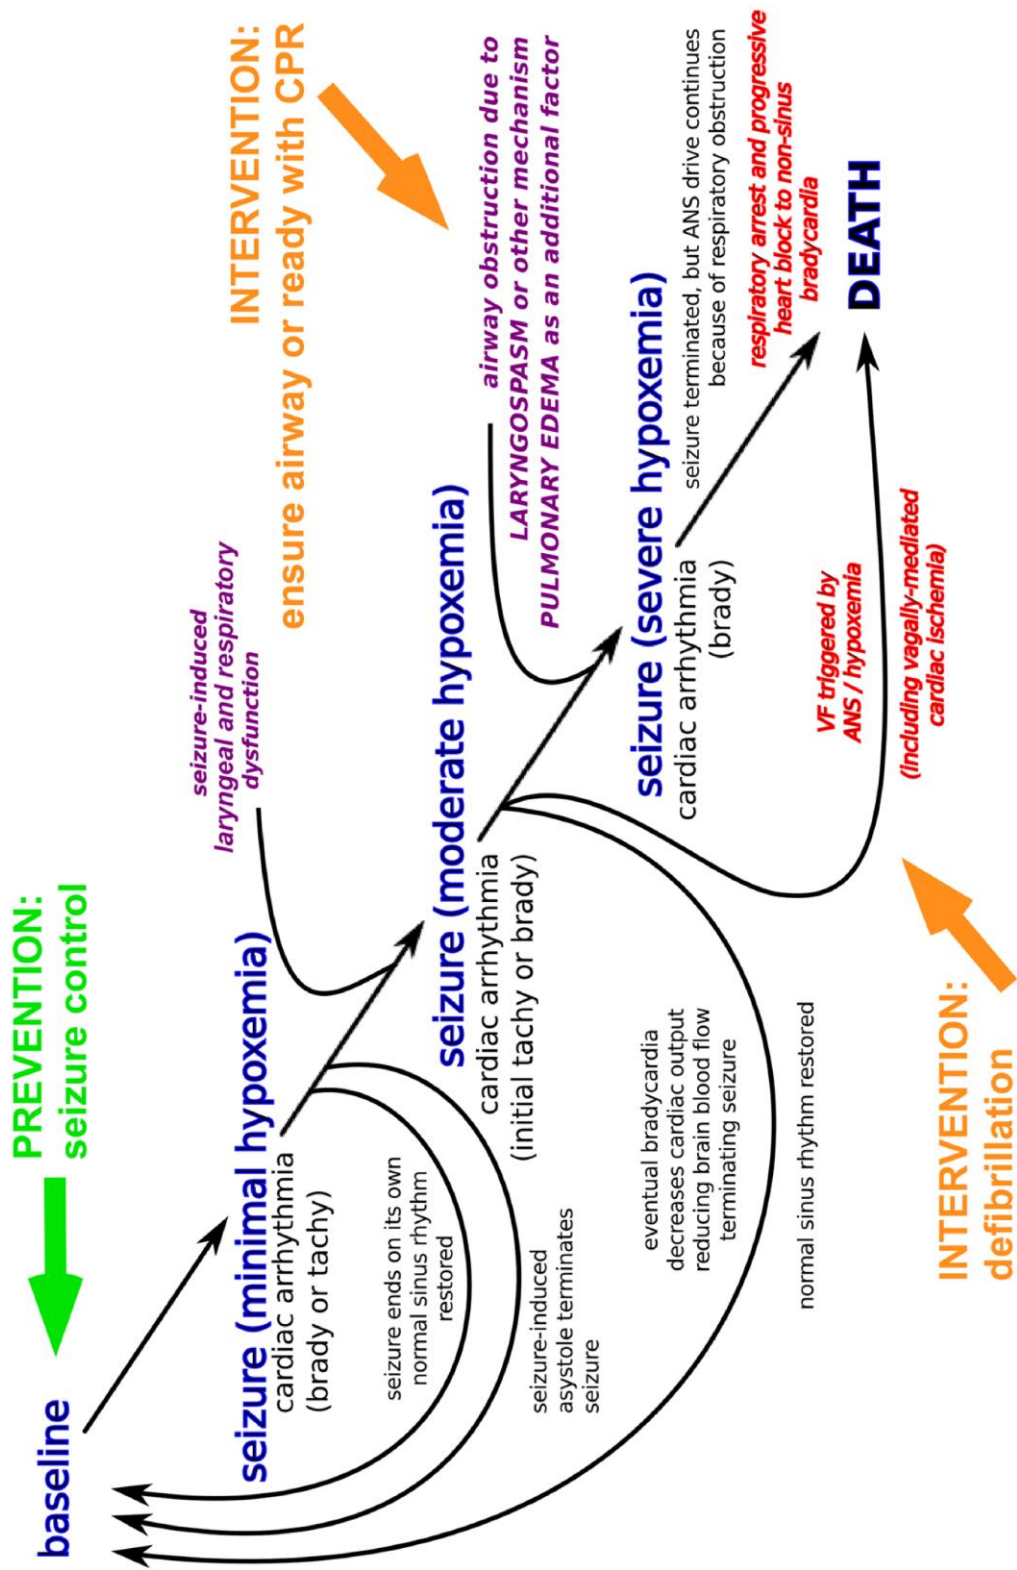 PREVENTION:
seizure control
baseline
INTERVENTION:
ensure airway or ready with CPR
seizure-induced
laryngeal and respiratory
dysfunction
seizure (minimal hypoxemia)
cardiac arrhythmia
(brady or tachy)
seizure ends on its own
normal sinus rhythm
restored
seizure-induced
asystole terminates
seizure
seizure (moderate hypoxemia)
cardiac arrhythmia
(initial tachy or brady)
airway obstruction due to
LARYNGOSPASM or other mechanism
PULMONARY EDEMA as an additional factor
eventual bradycardia
decreases cardiac output
reducing brain blood flow
terminating seizure
normal sinus rhythm restored
seizure (severe hypoxemia)
cardiac arrhythmia
(brady)
seizure terminated, but ANS drive continues
because of respiratory obstruction
respiratory arrest and progressive
heart block to non-sinus
bradycardia
VF triggered by
ANS / hypoxemia
(including vagally-mediated
cardiac ischemia)
DEATH
INTERVENTION:
defibrillation